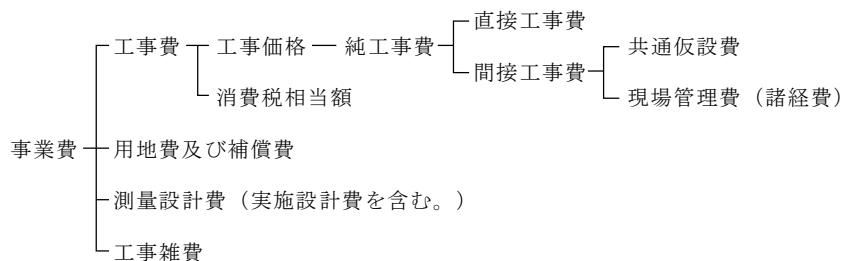 直接工事費
工事費
工事価格
純工事費
共通仮設費
間接工事費
消費税相当額
現場管理費（諸経費）
事業費
用地費及び補償費
測量設計費（実施設計費を含む。）
工事雑費